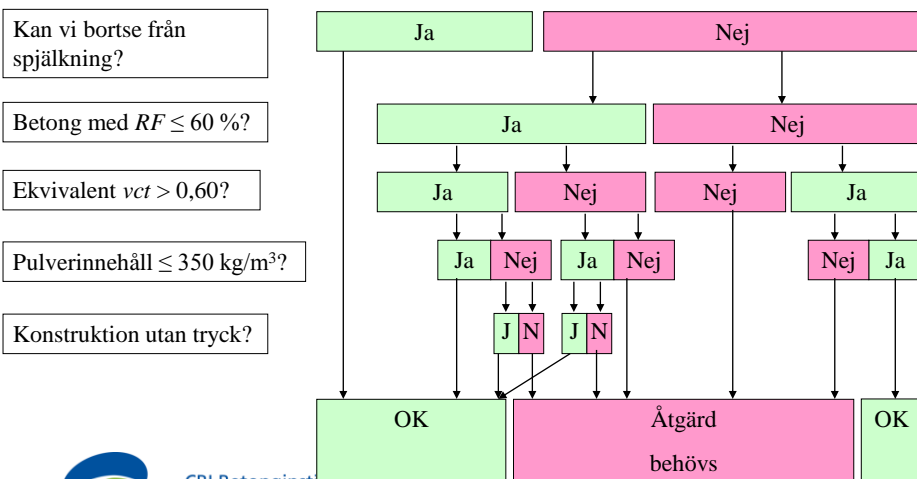 Kan vi bortse från
spjälkning?
Ja Nej
Betong med RF ≤ 60 %?
Ja Nej
Ekvivalent vct > 0,60?
Ja Nej Nej Ja
Pulverinnehåll ≤ 350 kg/m³?
Ja Nej Ja Nej Nej Ja
Konstruktion utan tryck?
J N J N
OK Åtgärd OK
behövs